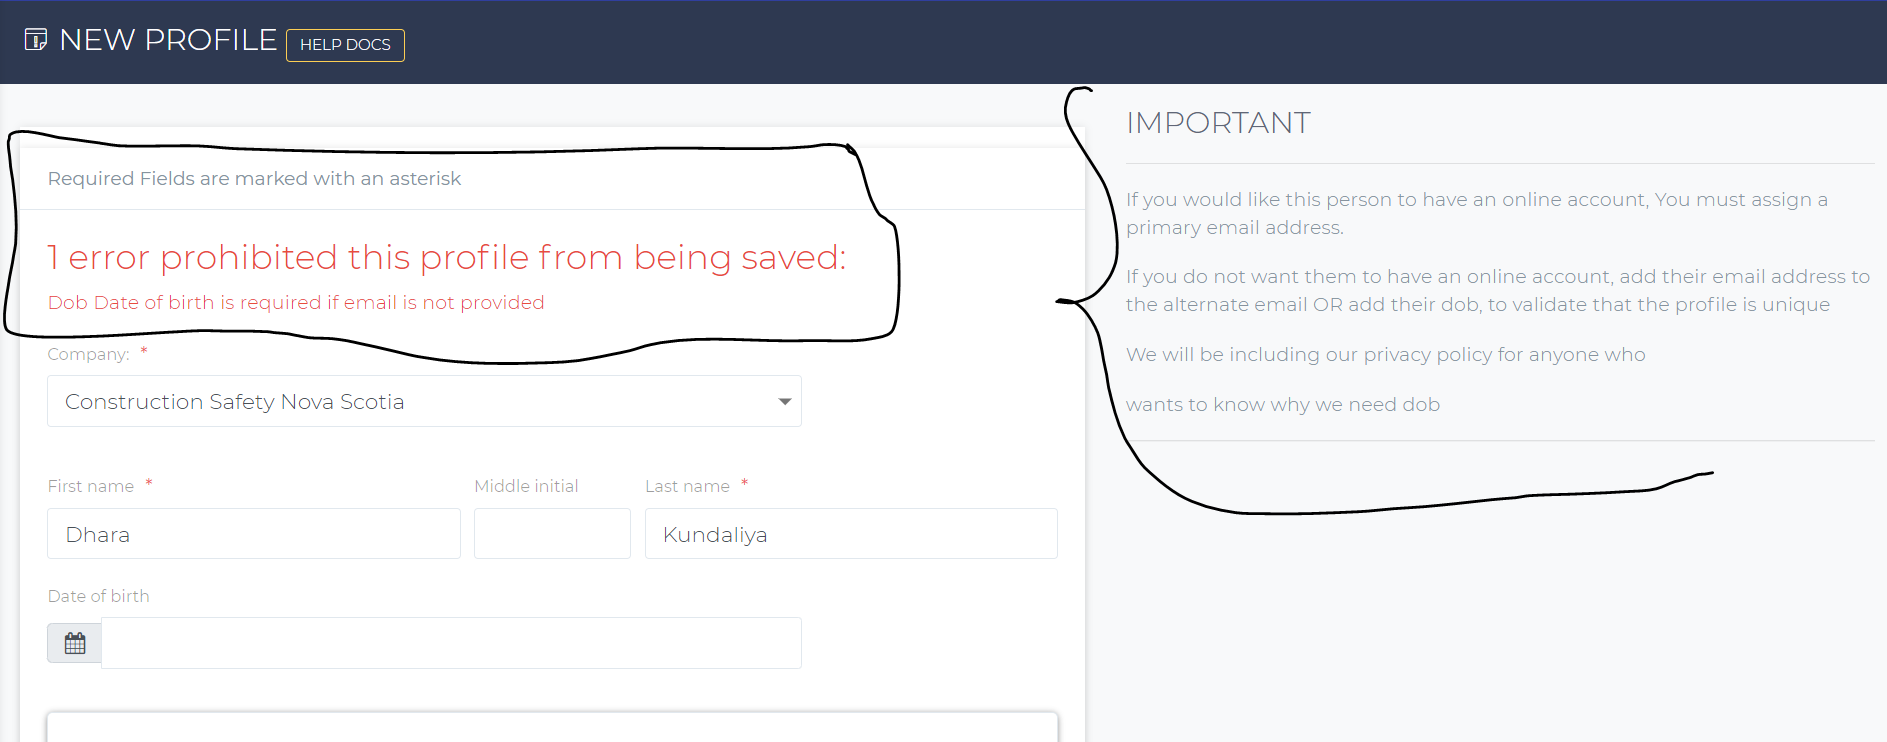 NEW PROFILE HELP DOCS
Required Fields are marked with an asterisk
1 error prohibited this profile from being saved:
Dob Date of birth is required if email is not provided
Company: *
Construction Safety Nova Scotia
First name * Middle initial Last name *
Dhara Kundaliya
Date of birth
IMPORTANT
If you would like this person to have an online account, You must assign a
primary email address.
If you do not want them to have an online account, add their email address to
the alternate email OR add their dob, to validate that the profile is unique
We will be including our privacy policy for anyone who
wants to know why we need dob